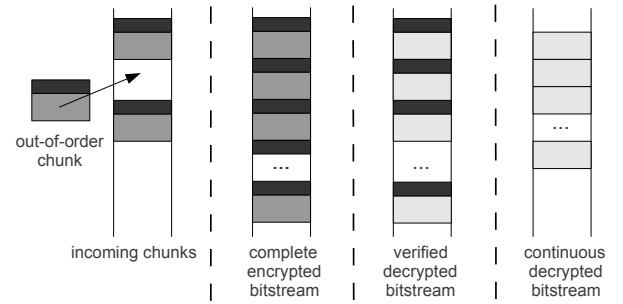 out-of-order
chunk
incoming chunks
...
complete
encrypted
bitstream
...
verified
decrypted
bitstream
...
continuous
decrypted
bitstream